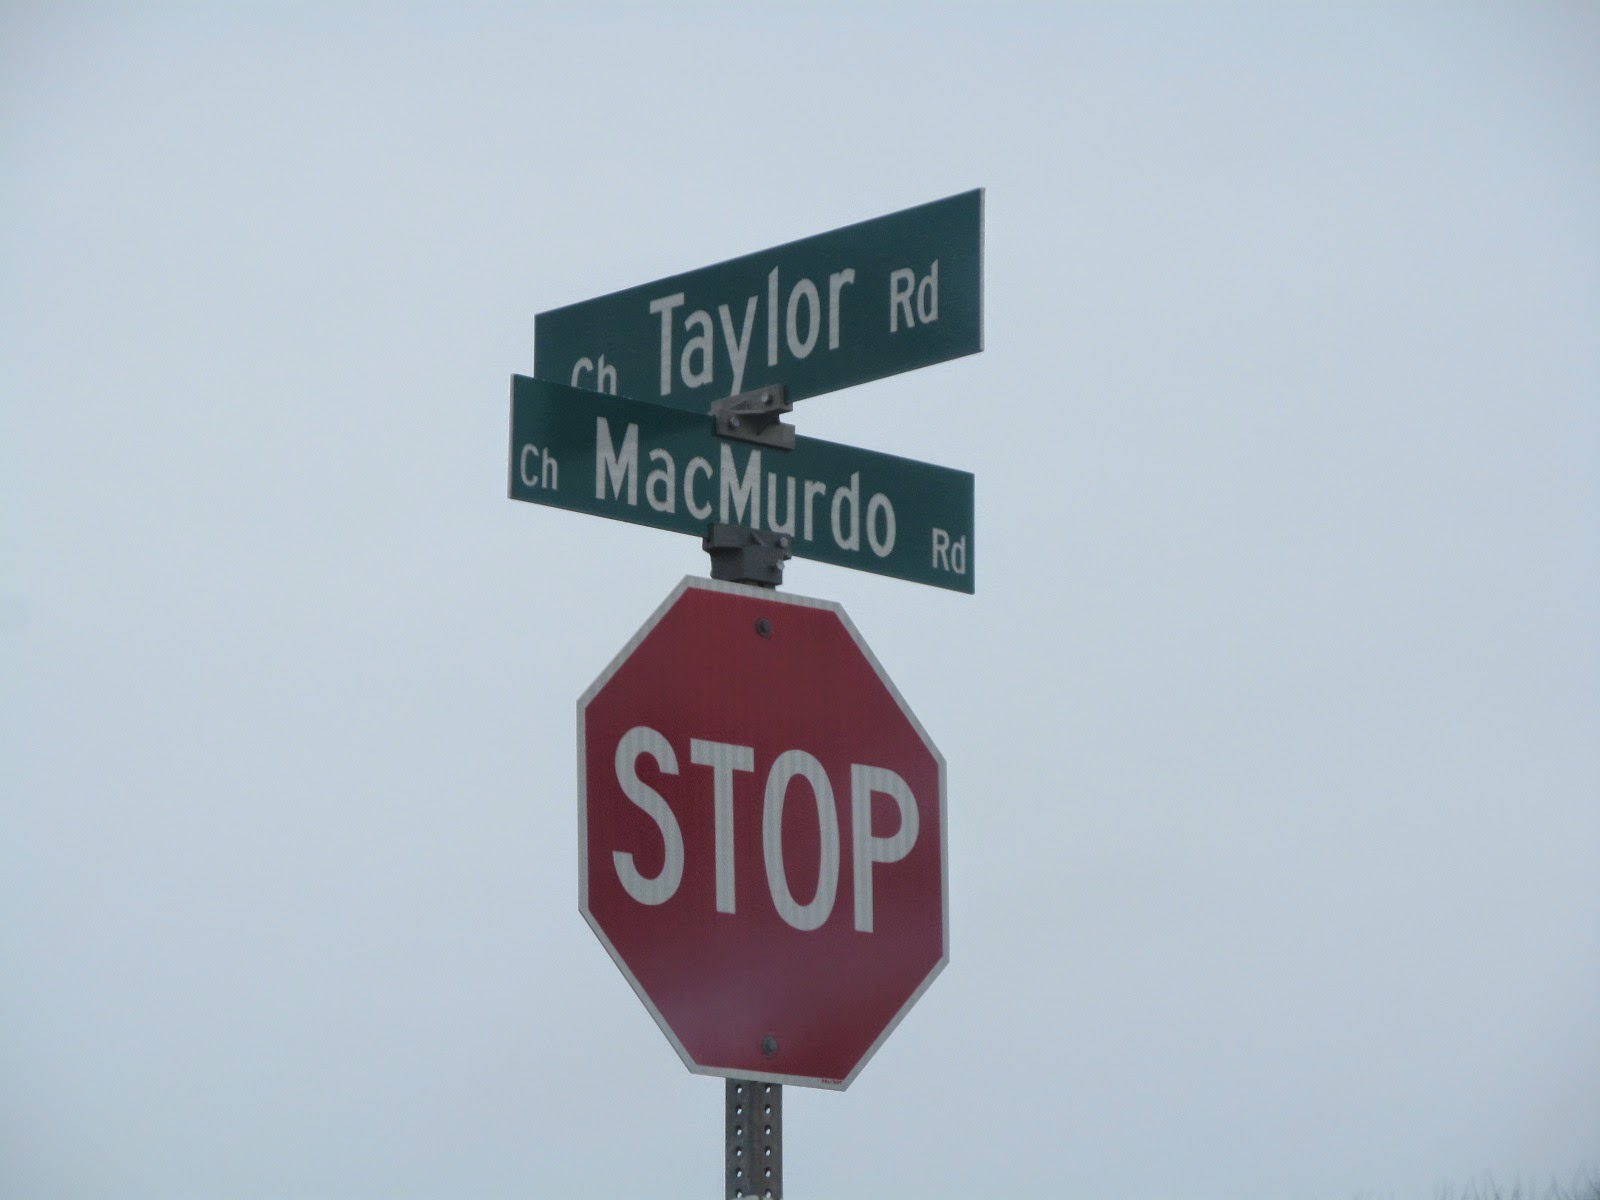 Ch Taylor Rd
Ch MacMurdo Rd
STOP